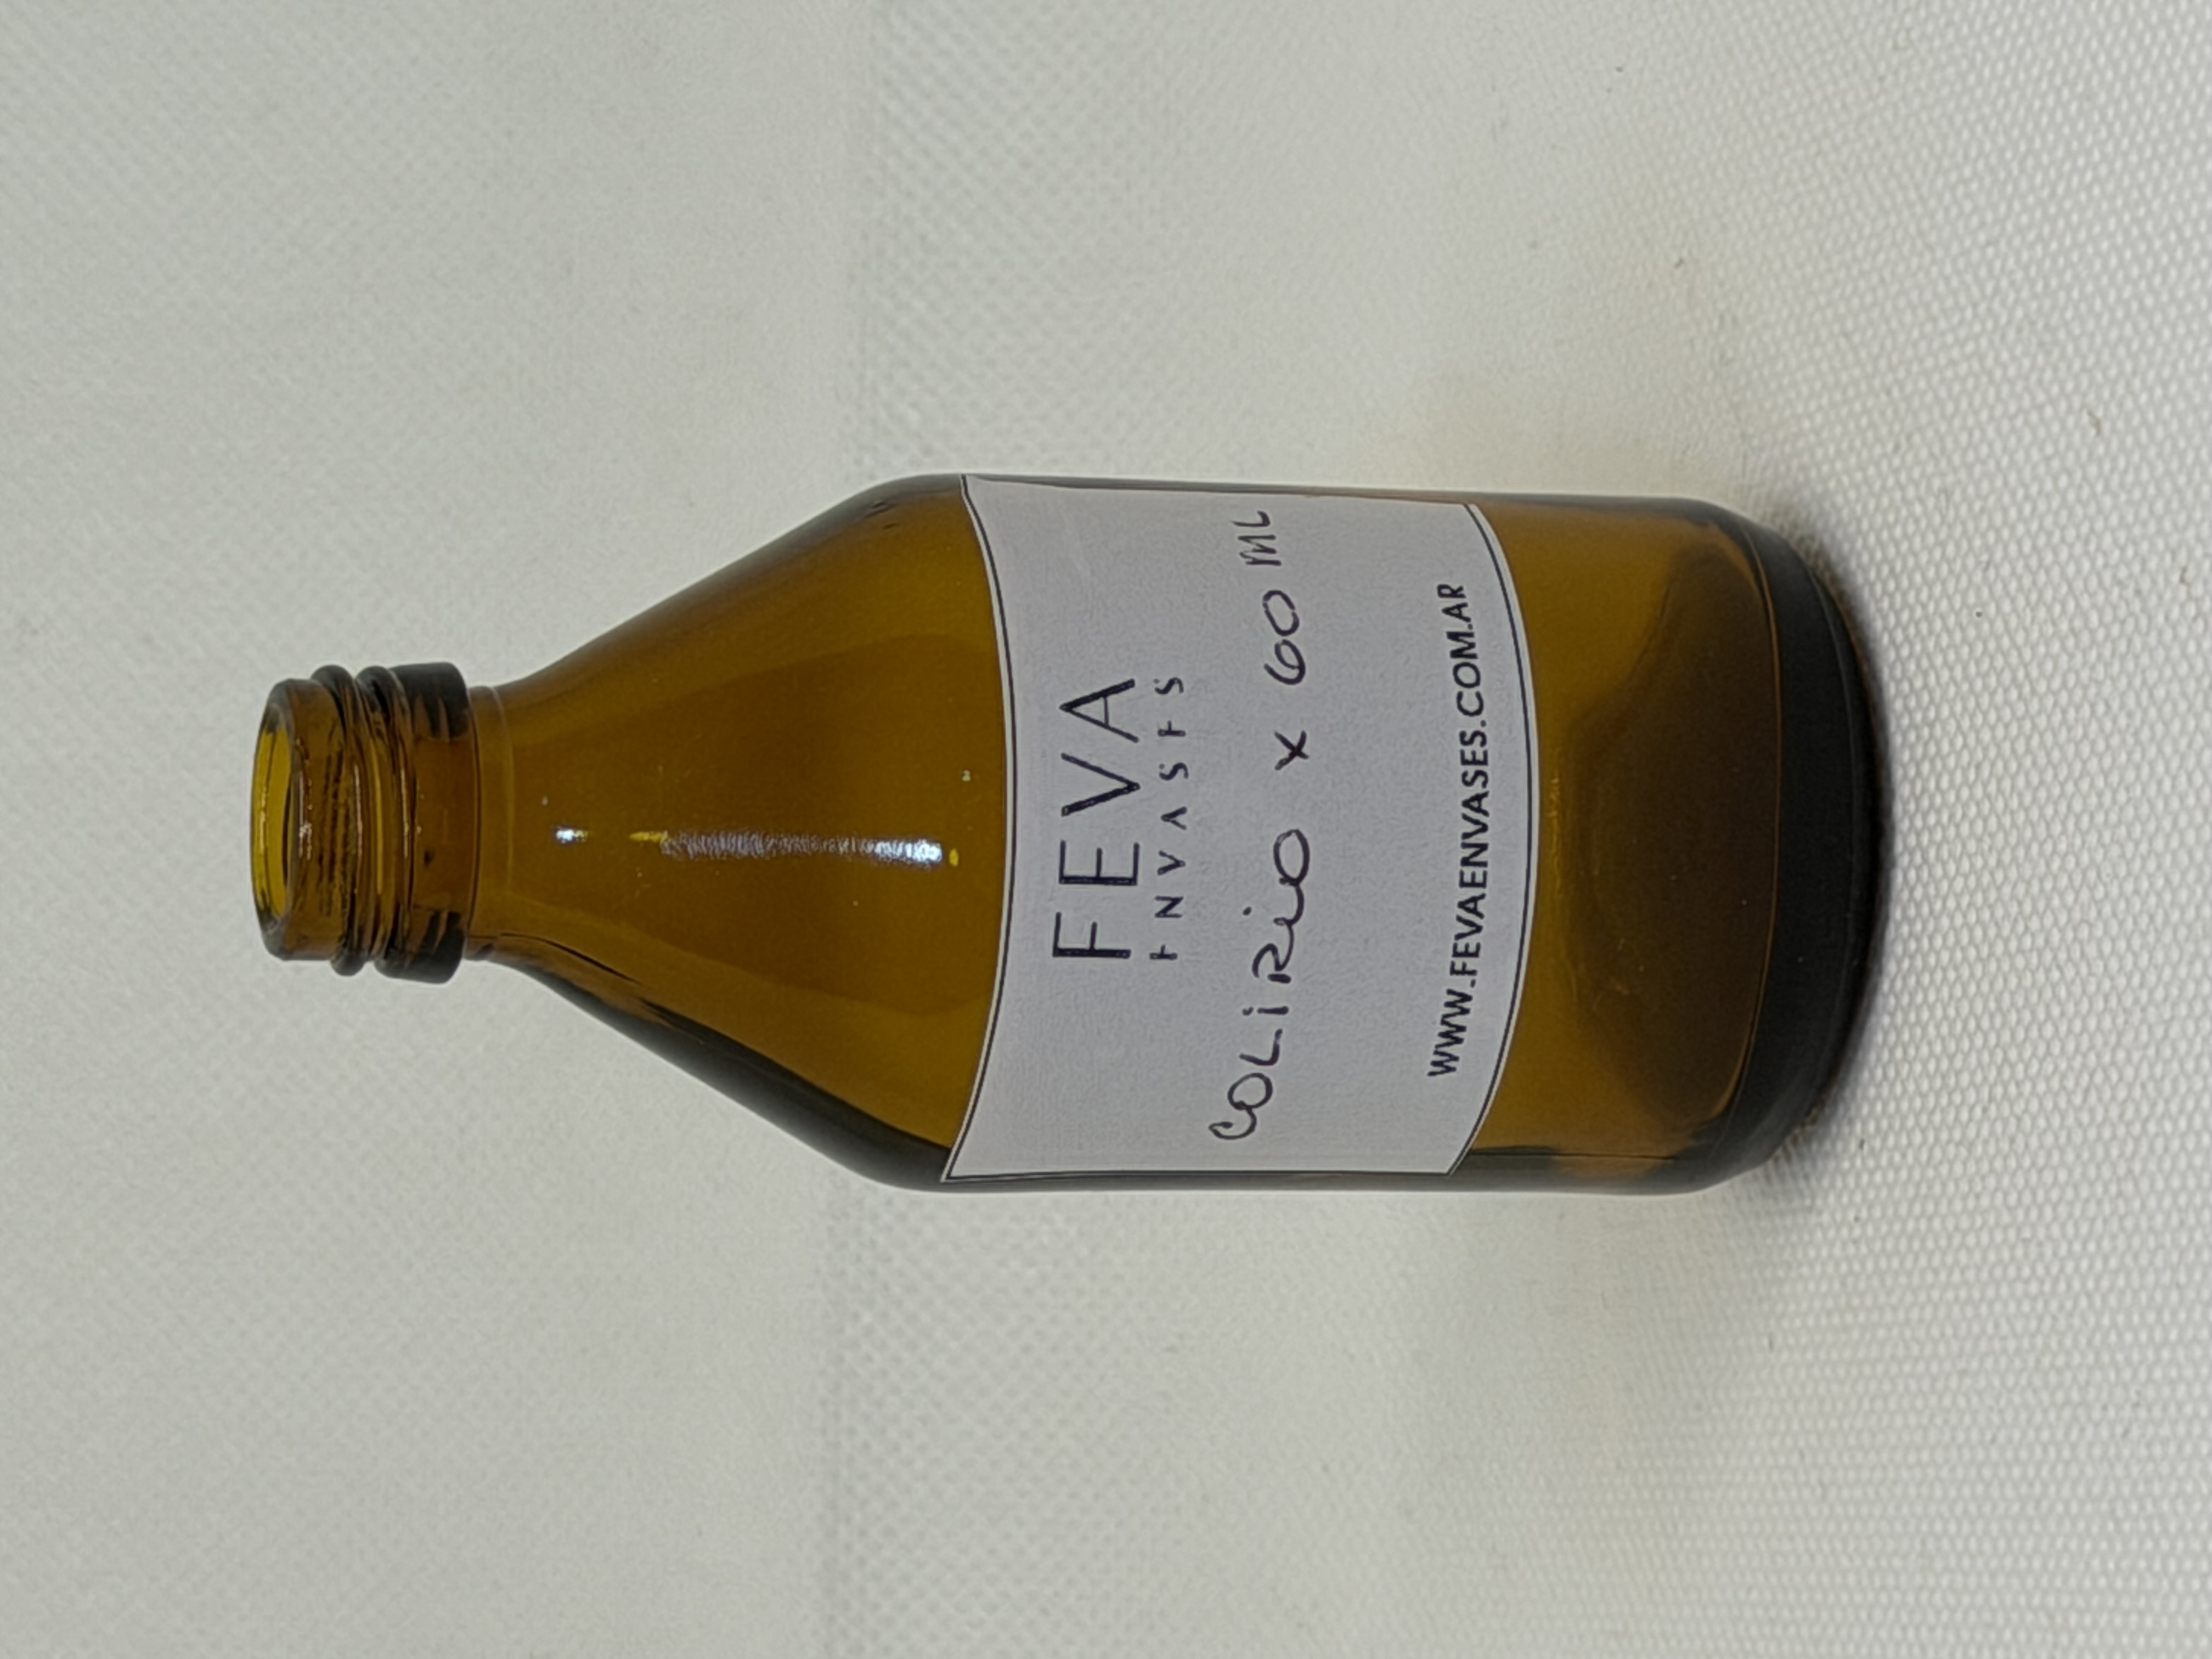 FEVA
ENVASES
COLIRIO x 60 ML
WWW.FEVAENVASES.COM.AR